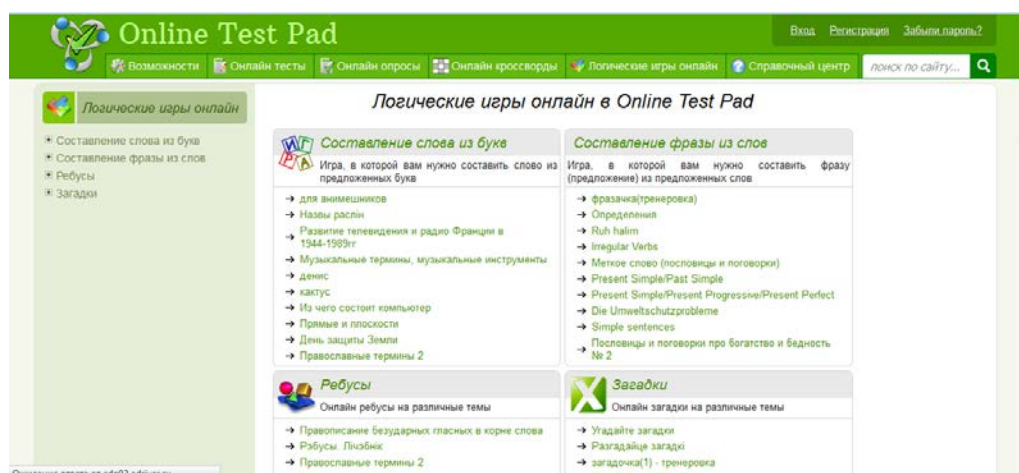 Online Test Pad
Вход Регистрация Забыли пароль?
Возможности Онлайн тесты Онлайн опросы Онлайн кроссворды Логические игры онлайн Справочный центр поиск по сайту...
Логические игры онлайн
Составление слова из букв
Составление фразы из слов
Ребусы
Загадки
Логические игры онлайн в Online Test Pad
ИГ
РА
Составление слова из букв
Игра, в которой вам нужно составить слово из
предложенных букв
для анимешников
Назвы раслін
Развитие телевидения и радио Франции в
1944-1989гг
Музыкальные термины, музыкальные инструменты
денис
кактус
Из чего состоит компьютер
Прямые и плоскости
День защиты Земли
Православные термины 2
Составление фразы из слов
Игра, в которой вам нужно составить фразу
(предложение) из предложенных слов
фразачка(тренеровка)
Определения
Ruh halim
Irregular Verbs
Меткое слово (пословицы и поговорки)
Present Simple/Past Simple
Present Simple/Present Progressive/Present Perfect
Die Umweltschutzprobleme
Simple sentences
Пословицы и поговорки про богатство и бедность
№ 2
Ребусы
Онлайн ребусы на различные темы
Правописание безударных гласных в корне слова
Рэбусы. Лічэбнік
Православные термины 2
Загадки
Онлайн загадки на различные темы
Угадайте загадки
Разгадайце загадкі
загадочка(1) - тренеровка